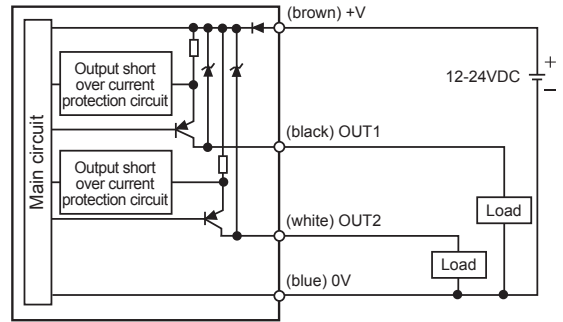 (brown) +V
Output short
over current
protection circuit
12-24VDC
+
−
Main circuit
(black) OUT1
Output short
over current
protection circuit
Load
(white) OUT2
Load
(blue) 0V